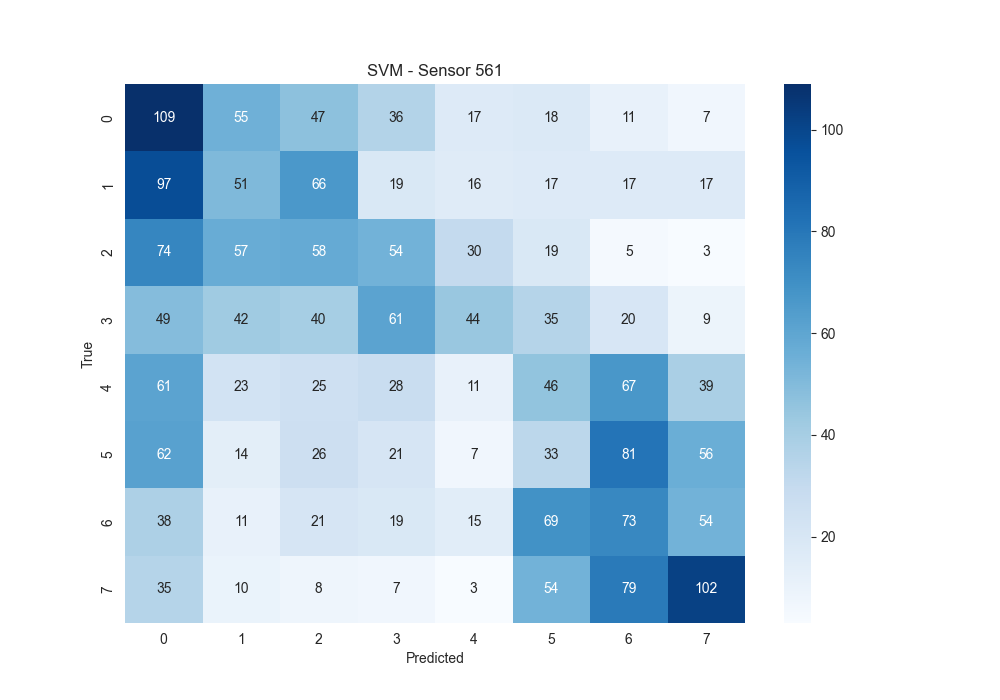 SVM - Sensor 561
0 109 55 47 36 17 18 11 7
1 97 51 66 19 16 17 17 17
2 74 57 58 54 30 19 5 3
3 49 42 40 61 44 35 20 9
4 61 23 25 28 11 46 67 39
5 62 14 26 21 7 33 81 56
6 38 11 21 19 15 69 73 54
7 35 10 8 7 3 54 79 102
True
0 1 2 3 4 5 6 7
Predicted
100
80
60
40
20